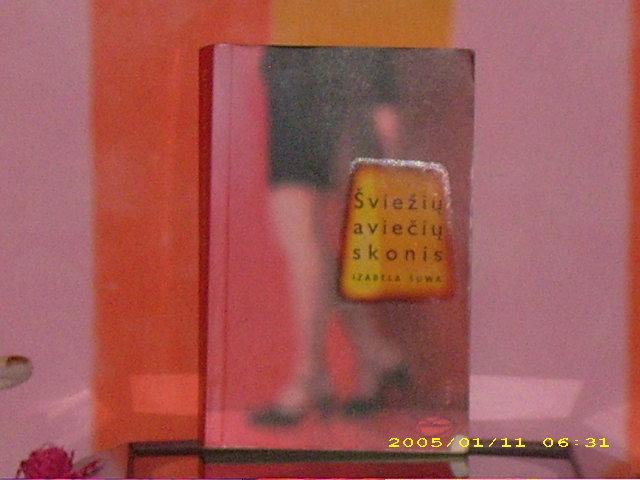 Šviežių
aviečių
skonis
IZABELA SOWA
2005/01/11 06:31